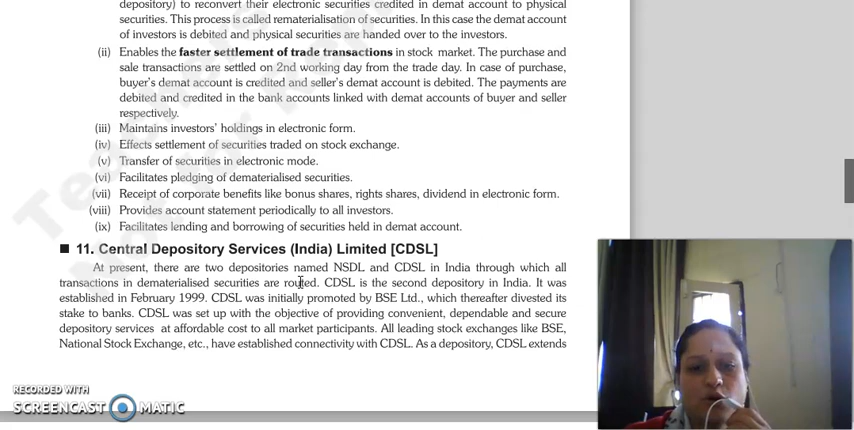 depository) to reconvert their electronic securities credited in demat account to physical
securities. This process is called rematerialisation of securities. In this case the demat account
of investors is debited and physical securities are handed over to the investors.
(ii) Enables the faster settlement of trade transactions in stock market. The purchase and
sale transactions are settled on 2nd working day from the trade day. In case of purchase,
buyer's demat account is credited and seller's demat account is debited. The payments are
debited and credited in the bank accounts linked with demat accounts of buyer and seller
respectively.
(iii) Maintains investors' holdings in electronic form.
(iv) Effects settlement of securities traded on stock exchange.
(v) Transfer of securities in electronic mode.
(vi) Facilitates pledging of dematerialised securities.
(vii) Receipt of corporate benefits like bonus shares, rights shares, dividend in electronic form.
(viii) Provides account statement periodically to all investors.
(ix) Facilitates lending and borrowing of securities held in demat account.
11. Central Depository Services (India) Limited [CDSL]
At present, there are two depositories named NSDL and CDSL in India through which all
transactions in dematerialised securities are routed. CDSL is the second depository in India. It was
established in February 1999. CDSL was initially promoted by BSE Ltd., which thereafter divested its
stake to banks. CDSL was set up with the objective of providing convenient, dependable and secure
depository services at affordable cost to all market participants. All leading stock exchanges like BSE,
National Stock Exchange, etc., have established connectivity with CDSL. As a depository, CDSL extends
RECORDED WITH
SCREENCAST MATIC